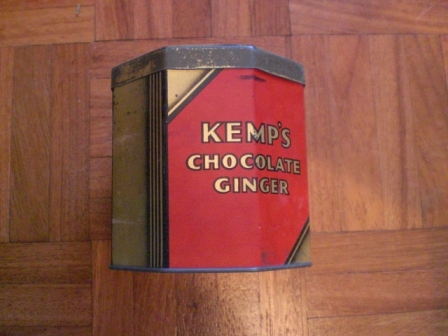 KEMP'S
CHOCOLATE
GINGER